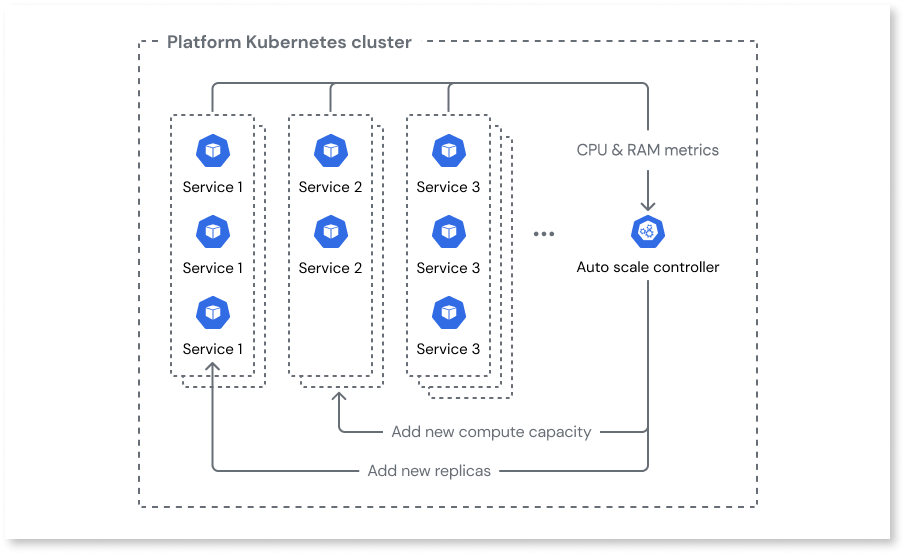 Platform Kubernetes cluster
CPU & RAM metrics
Service 1
Service 2
Service 3
Service 1
Service 2
Service 3
Auto scale controller
Service 1
Service 3
Add new compute capacity
Add new replicas